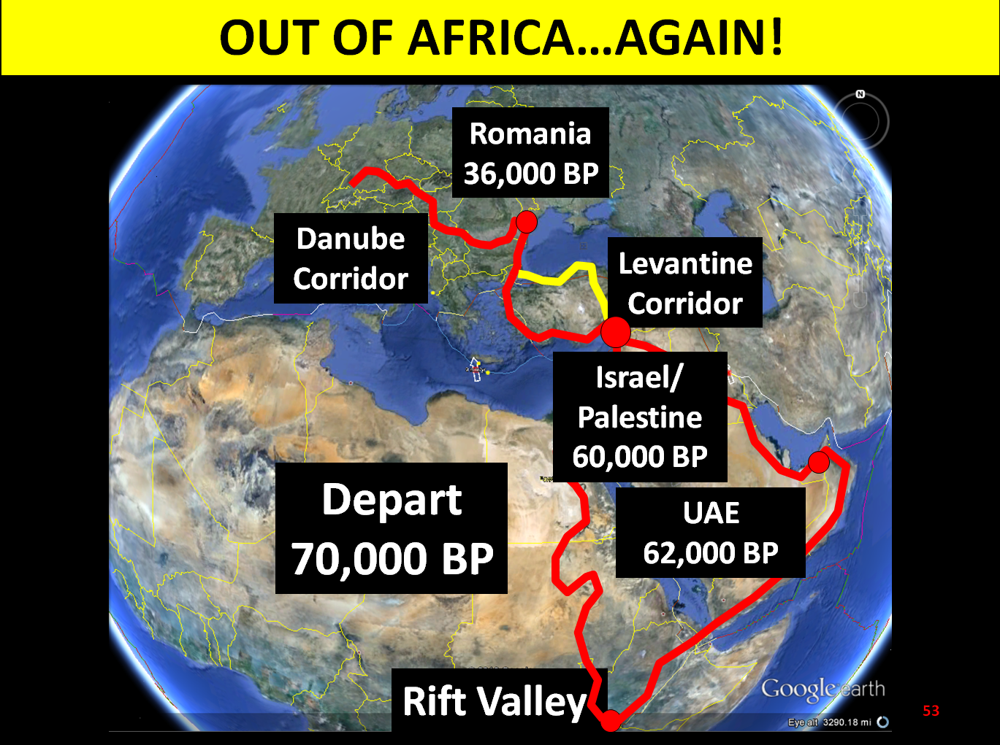 OUT OF AFRICA...AGAIN!
N
Romania
36,000 BP
Danube
Corridor
Levantine
Corridor
Israel/
Palestine
60,000 BP
Depart
70,000 BP
UAE
62,000 BP
Rift Valley
Google earth
53
Eye alt 3290.18 mi